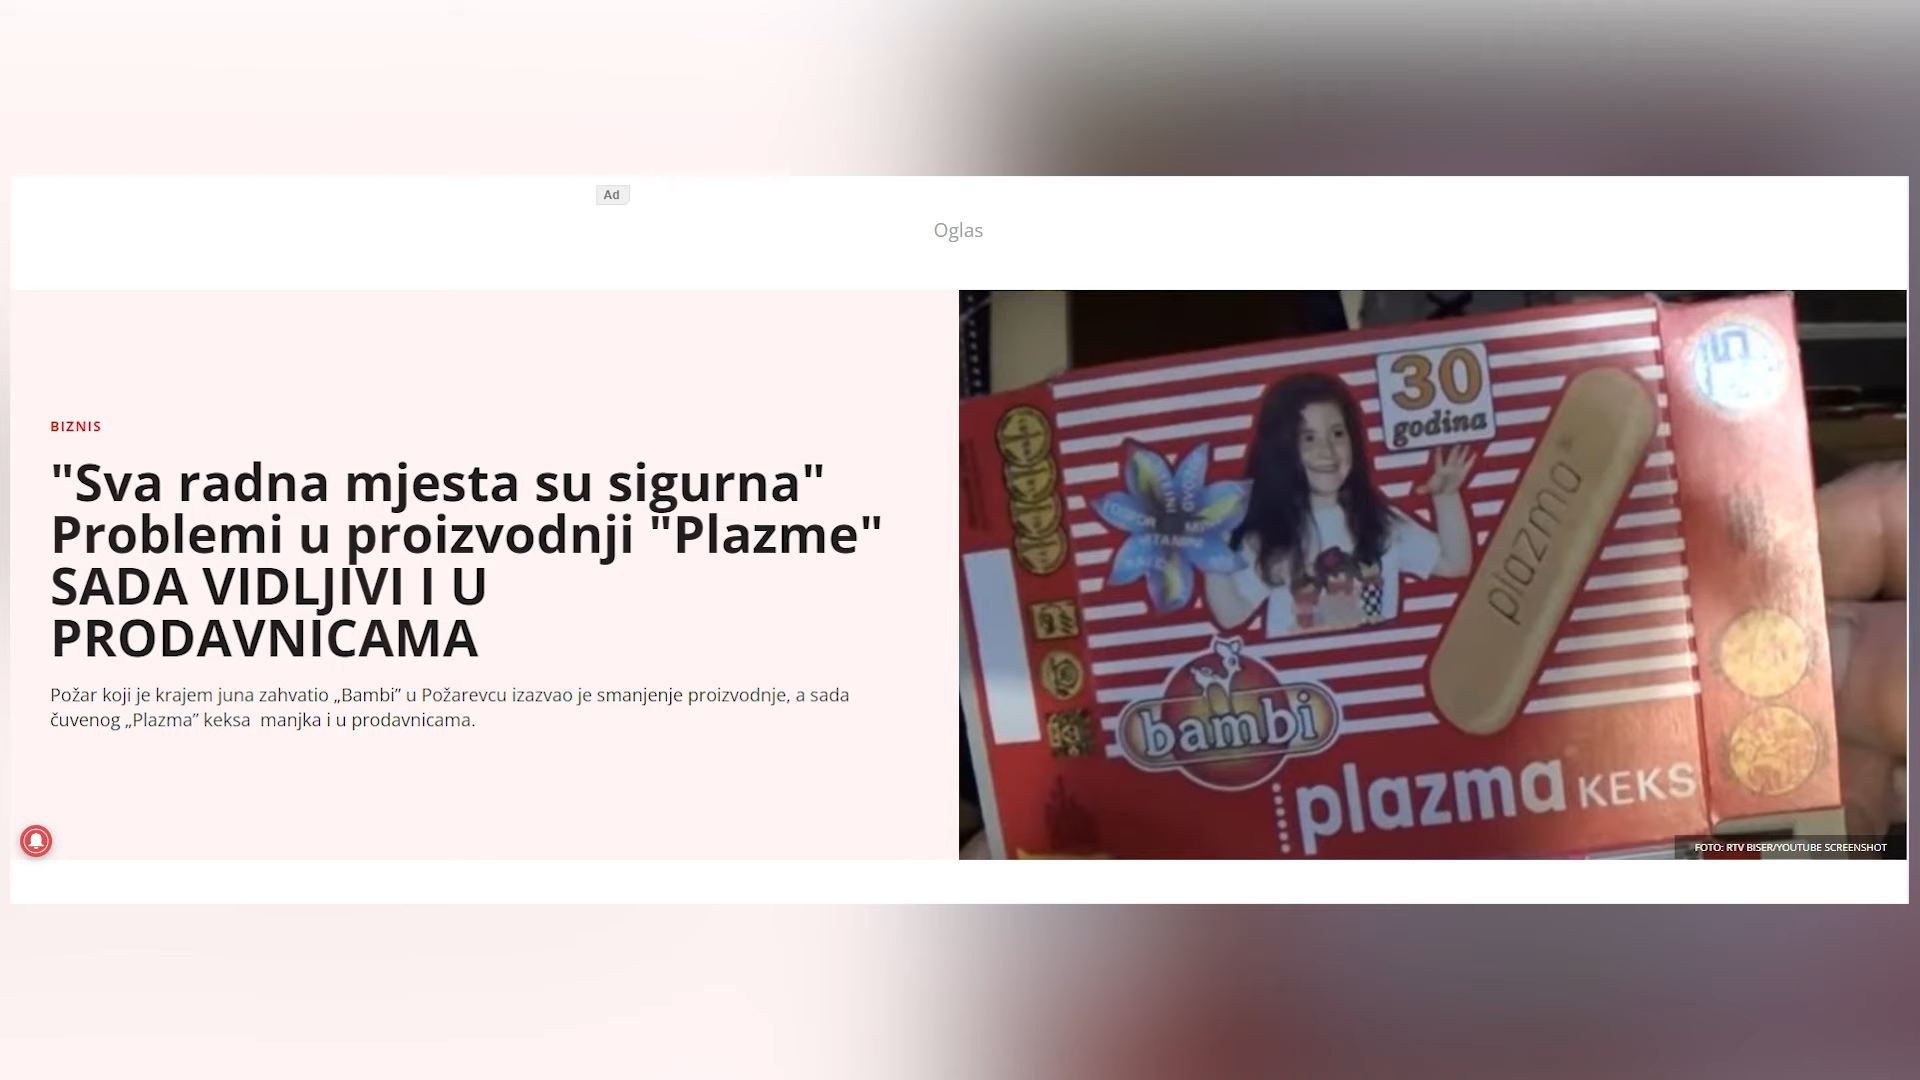 Ad
Oglas
BIZNIS
"Sva radna mjesta su sigurna"
Problemi u proizvodnji "Plazme"
SADA VIDLJIVI I U
PRODAVNICAMA
Požar koji je krajem juna zahvatio „Bambi” u Požarevcu izazvao je smanjenje proizvodnje, a sada
čuvenog „Plazma” keksa  manjka i u prodavnicama.
30
godina
plazma
bambi
plazma KEKS
FOTO: RTV BISER/YOUTUBE SCREENSHOT